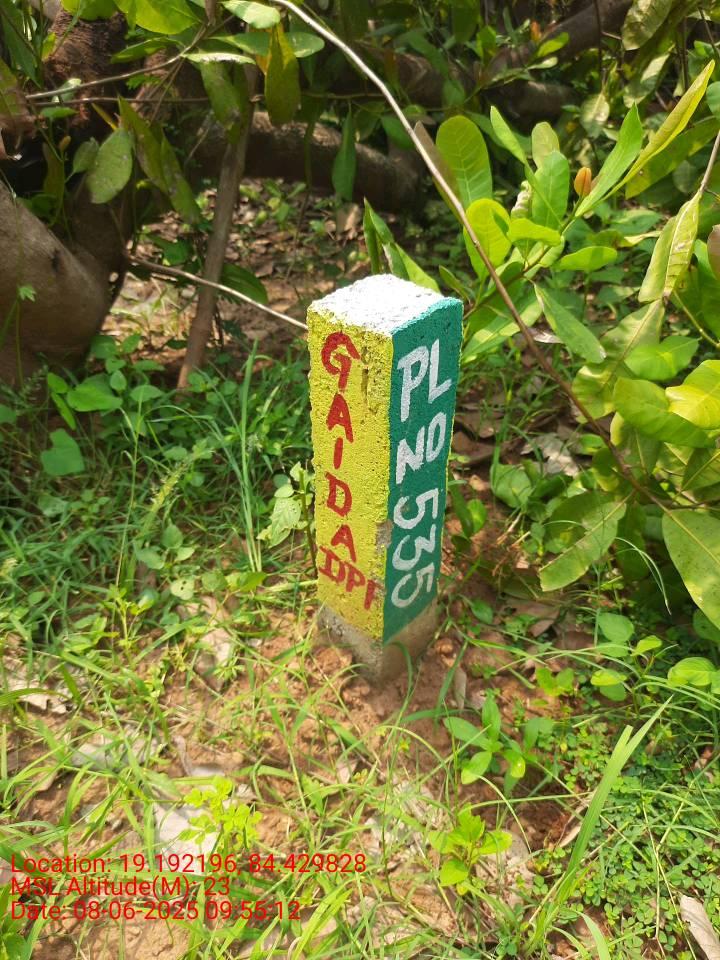 GAIDA
DPF
PL
NO
535
Location: 19.192196, 84.429828
MSL Altitude(M): 23
Date: 08-06-2025 09:55:12